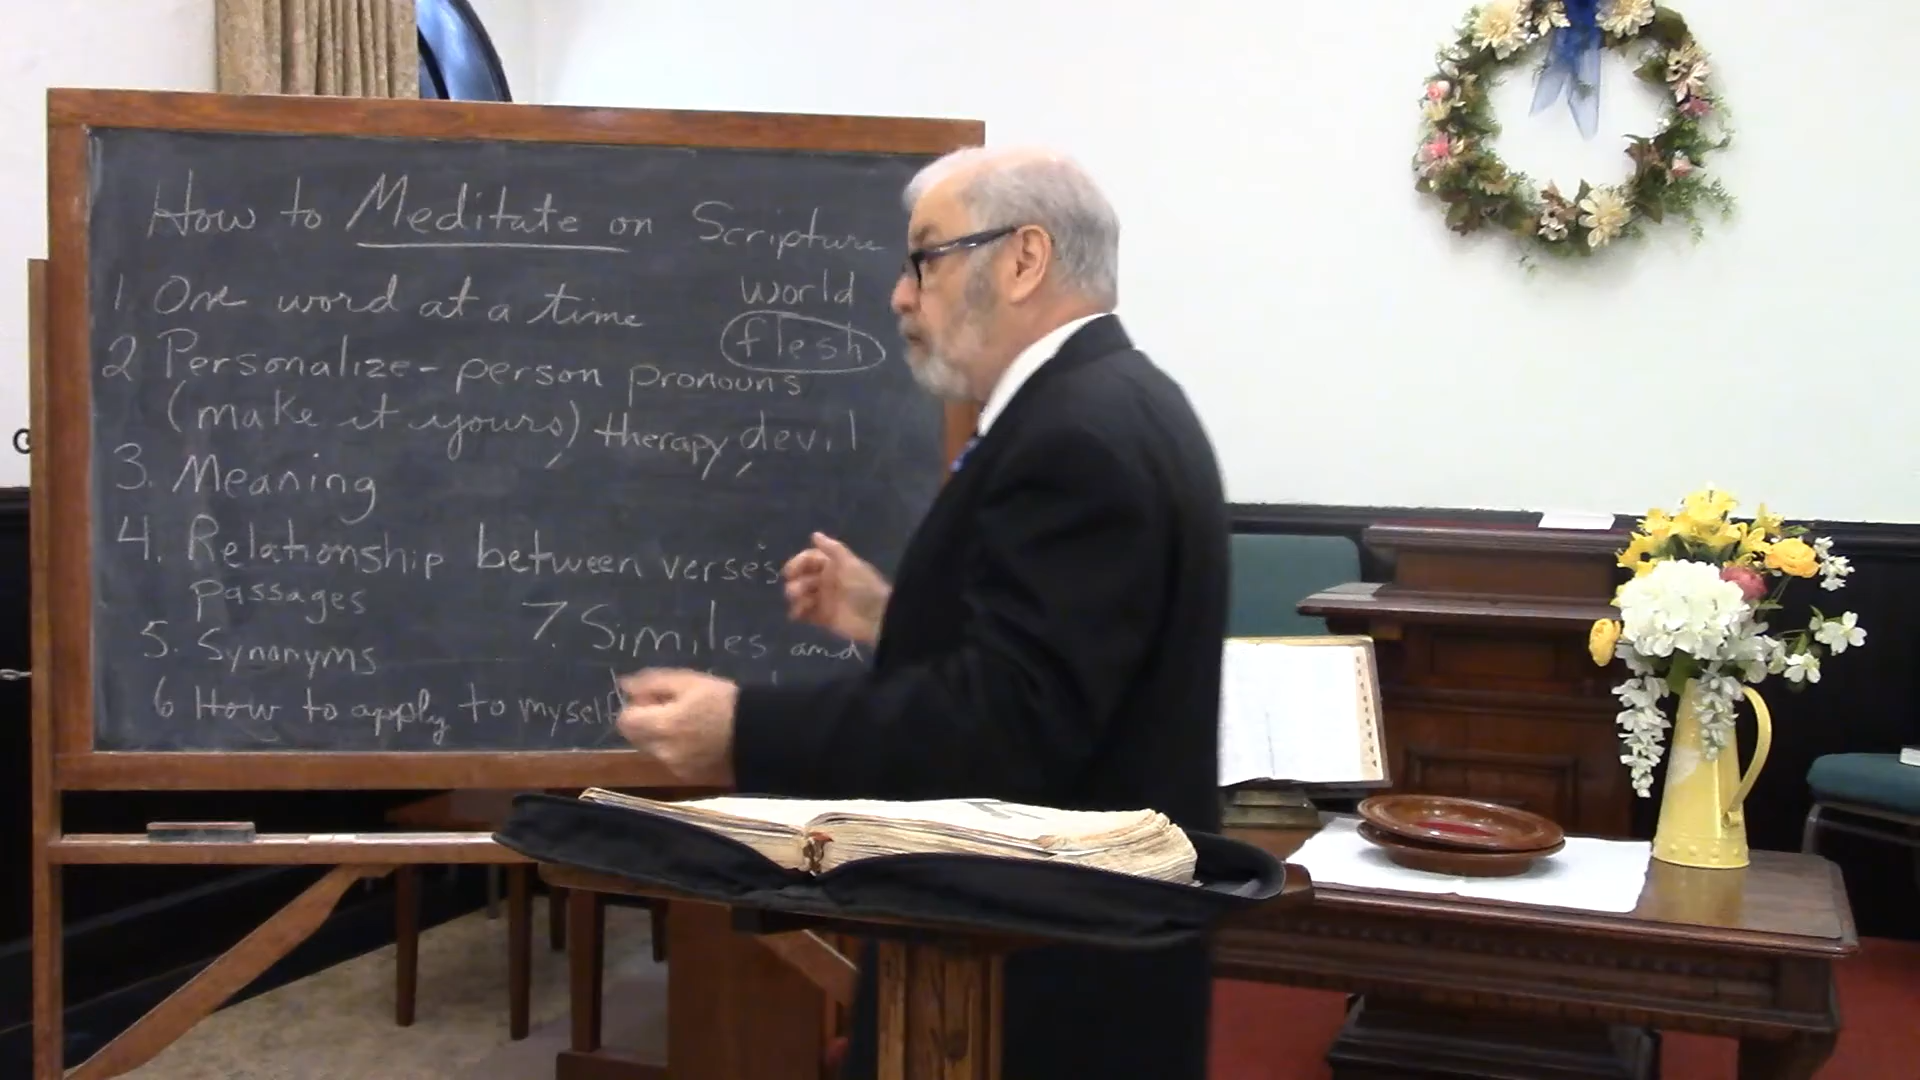 How to Meditate on Scripture
1. One word at a time
world
flesh
devil
2 Personalize - person pronouns
(make it yours) therapy
3. Meaning
4. Relationship between verses
passages
5. Synonyms
6 How to apply to myself
7. Similes and